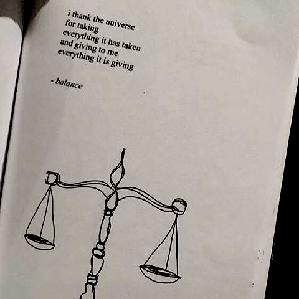 i thank the universe
for taking
everything it has taken
and giving to me
everything it is giving
- balance